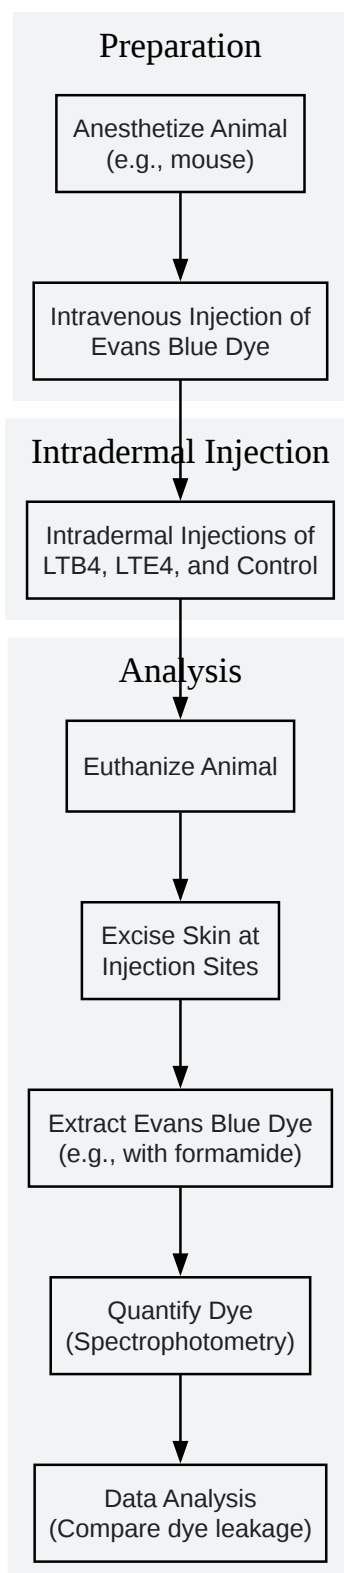 Preparation
Anesthetize Animal
(e.g., mouse)
Intravenous Injection of
Evans Blue Dye
Intradermal Injection
Intradermal Injections of
LTB4, LTE4, and Control
Analysis
Euthanize Animal
Excise Skin at
Injection Sites
Extract Evans Blue Dye
(e.g., with formamide)
Quantify Dye
(Spectrophotometry)
Data Analysis
(Compare dye leakage)